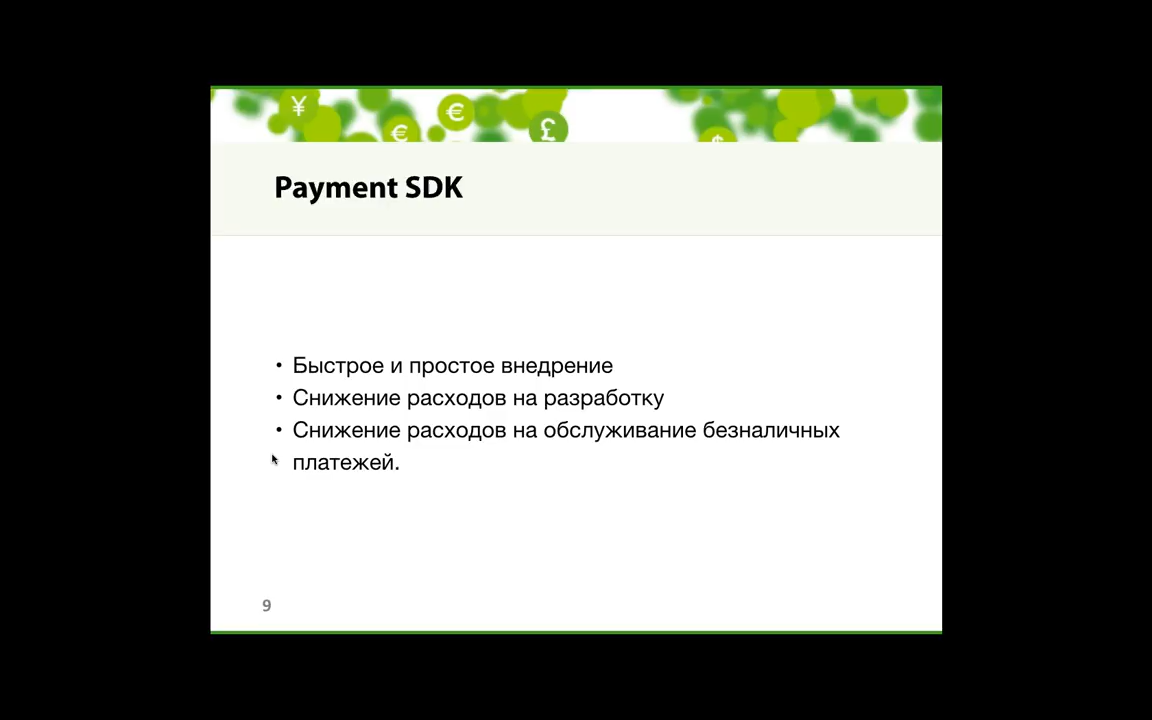 ¥ € € £ $
Payment SDK
• Быстрое и простое внедрение
• Снижение расходов на разработку
• Снижение расходов на обслуживание безналичных
платежей.
9